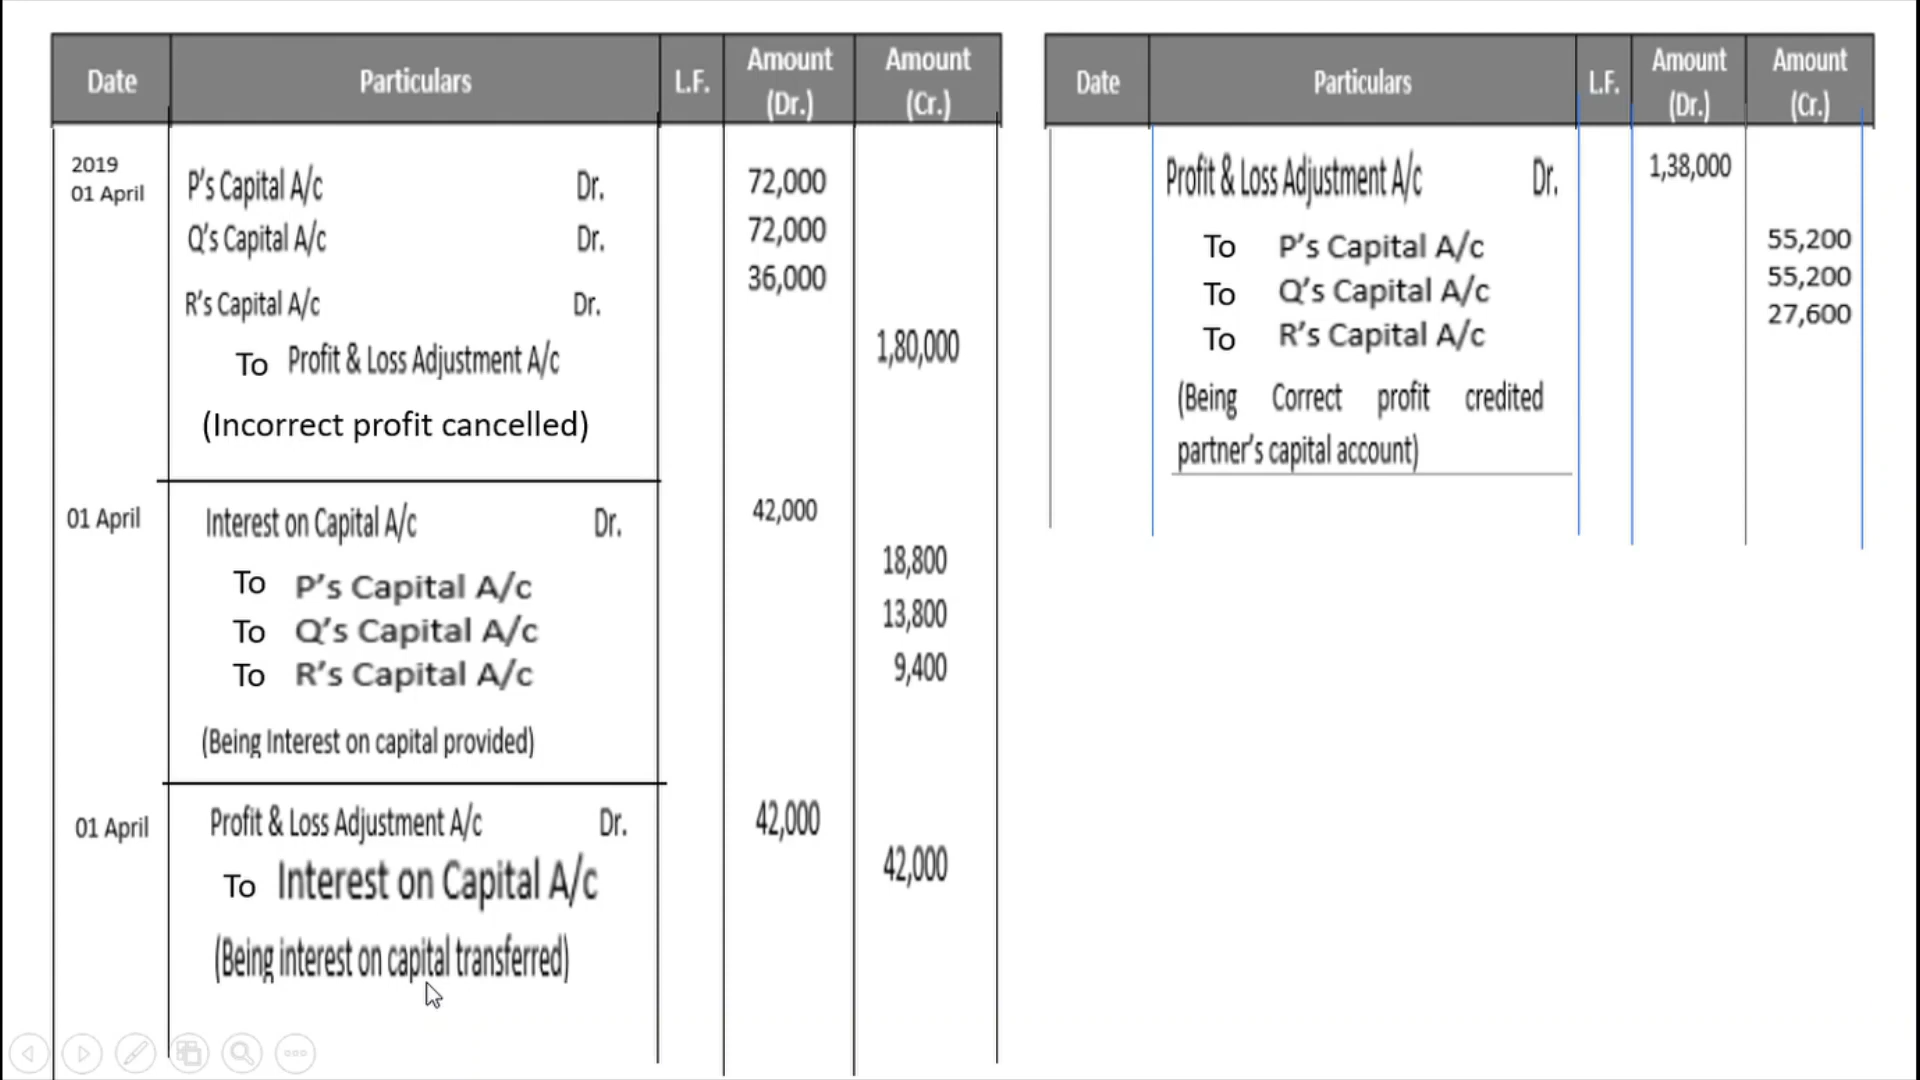 Date Particulars L.F. Amount (Dr.) Amount (Cr.)
2019
01 April
P's Capital A/c Dr. 72,000
Q's Capital A/c Dr. 72,000
R's Capital A/c Dr. 36,000
To Profit & Loss Adjustment A/c 1,80,000
(Incorrect profit cancelled)
01 April Interest on Capital A/c Dr. 42,000
To P's Capital A/c 18,800
To Q's Capital A/c 13,800
To R's Capital A/c 9,400
(Being Interest on capital provided)
01 April Profit & Loss Adjustment A/c Dr. 42,000
To Interest on Capital A/c 42,000
(Being interest on capital transferred)
Date Particulars L.F. Amount (Dr.) Amount (Cr.)
Profit & Loss Adjustment A/c Dr. 1,38,000
To P's Capital A/c 55,200
To Q's Capital A/c 55,200
To R's Capital A/c 27,600
(Being Correct profit credited
partner's capital account)